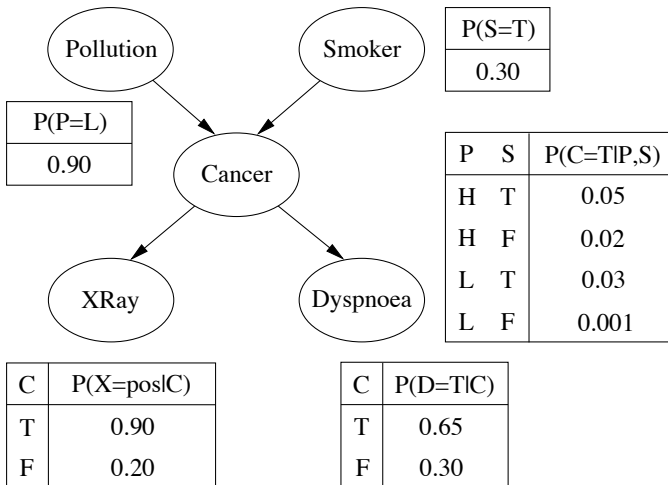 Pollution
Smoker
P(S=T)
0.30
P(P=L)
0.90
Cancer
P S P(C=T|P,S)
H T 0.05
H F 0.02
L T 0.03
L F 0.001
XRay
Dyspnoea
C P(X=pos|C)
T 0.90
F 0.20
C P(D=T|C)
T 0.65
F 0.30